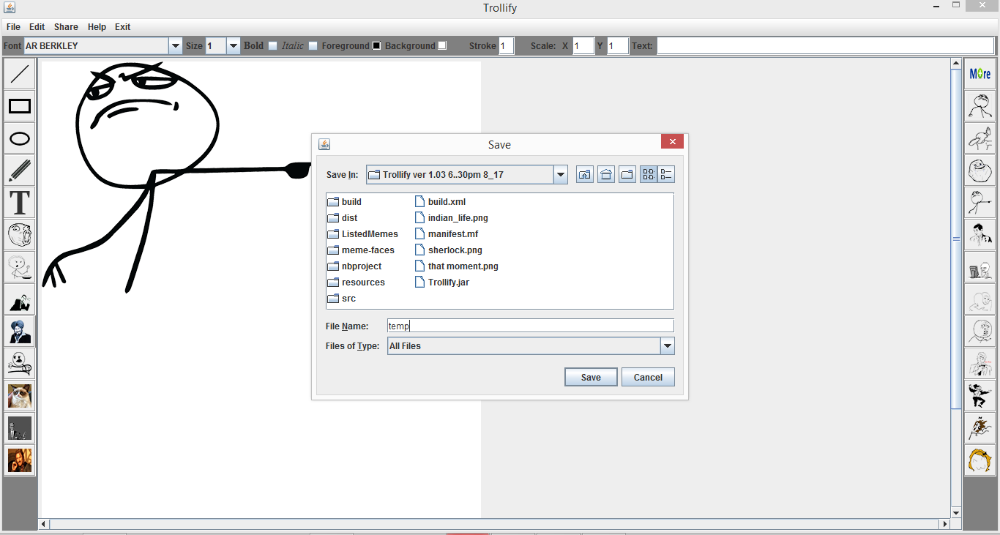 Trollify
File Edit Share Help Exit
Font AR BERKLEY Size 1 Bold Italic Foreground Background Stroke 1 Scale: X 1 Y 1 Text:
T
MOre
Save
Save In: Trollify ver 1.03 6..30pm 8_17
build
dist
ListedMemes
meme-faces
nbproject
resources
src
build.xml
indian_life.png
manifest.mf
sherlock.png
that moment.png
Trollify.jar
File Name: temp
Files of Type: All Files
Save Cancel